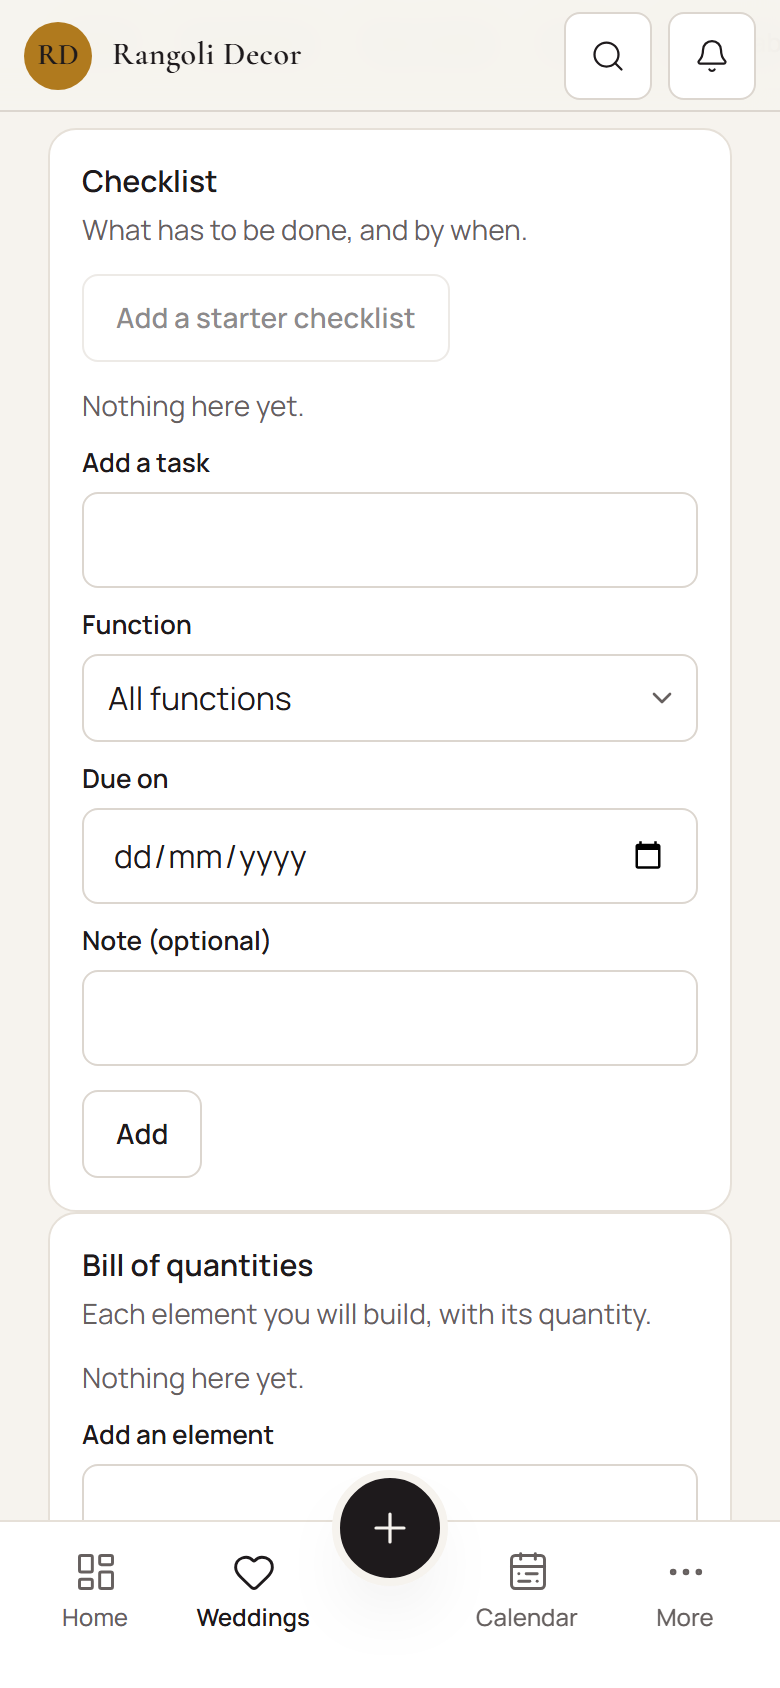 RD
Rangoli Decor
Checklist
What has to be done, and by when.
Add a starter checklist
Nothing here yet.
Add a task
Function
All functions
Due on
dd/mm/yyyy
Note (optional)
Add
Bill of quantities
Each element you will build, with its quantity.
Nothing here yet.
Add an element
Home
Weddings
Calendar
More